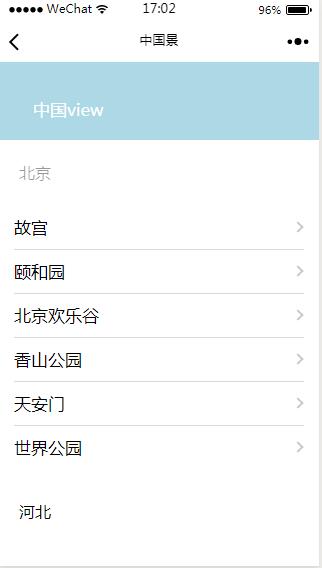 WeChat 17:02 96%
中国景
中国view
北京
故宫
颐和园
北京欢乐谷
香山公园
天安门
世界公园
河北